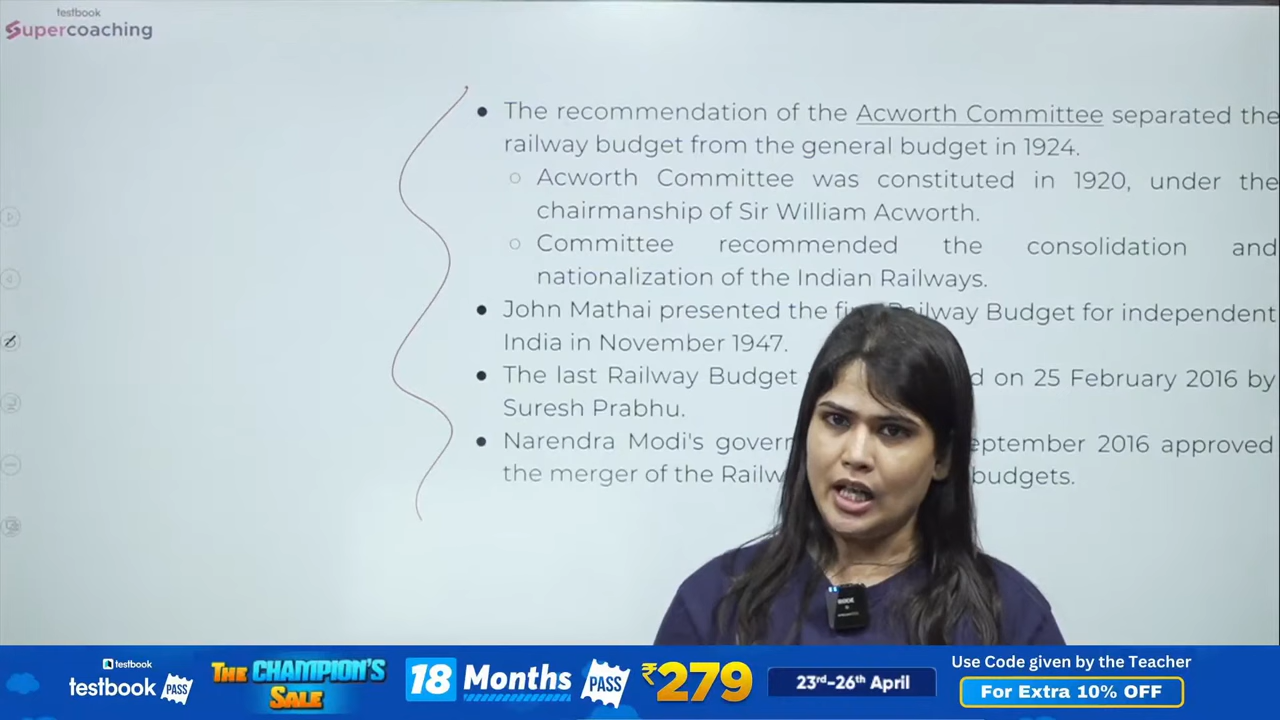 testbook
Supercoaching
The recommendation of the Acworth Committee separated the
railway budget from the general budget in 1924.
Acworth Committee was constituted in 1920, under the
chairmanship of Sir William Acworth.
Committee recommended the consolidation and
nationalization of the Indian Railways.
John Mathai presented the Railway Budget for independent
India in November 1947.
The last Railway Budget on 25 February 2016 by
Suresh Prabhu.
Narendra Modi's 2016 approved
the merger of the budgets.
testbook
testbook PASS
THE CHAMPION'S
SALE
18 Months PASS ₹279
23rd-26th April
Use Code given by the Teacher
For Extra 10% OFF